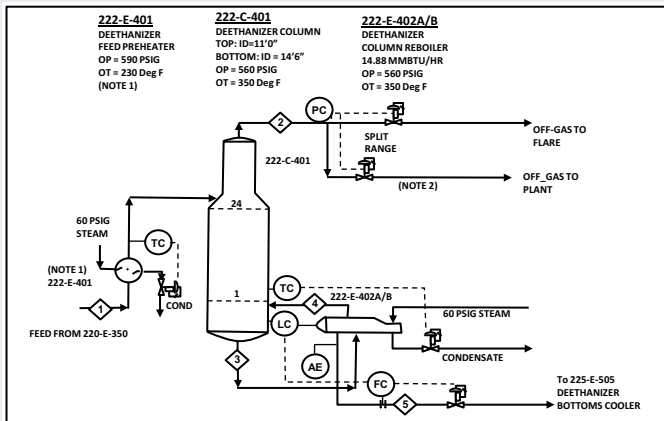 222-E-401
DEETHANIZER
FEED PREHEATER
OP = 590 PSIG
OT = 230 Deg F
(NOTE 1)
222-C-401
DEETHANIZER COLUMN
TOP: ID=11'0"
BOTTOM: ID = 14'6"
OP = 560 PSIG
OT = 350 Deg F
222-E-402A/B
DEETHANIZER
COLUMN REBOILER
14.88 MMBTU/HR
OP = 560 PSIG
OT = 350 Deg F
PC
2
OFF-GAS TO
FLARE
SPLIT
RANGE
222-C-401
OFF_GAS TO
PLANT
(NOTE 2)
24
60 PSIG
STEAM
TC
(NOTE 1)
222-E-401
COND
1
FEED FROM 220-E-350
1
TC
4
222-E-402A/B
60 PSIG STEAM
LC
CONDENSATE
3
AE
FC
5
To 225-E-505
DEETHANIZER
BOTTOMS COOLER